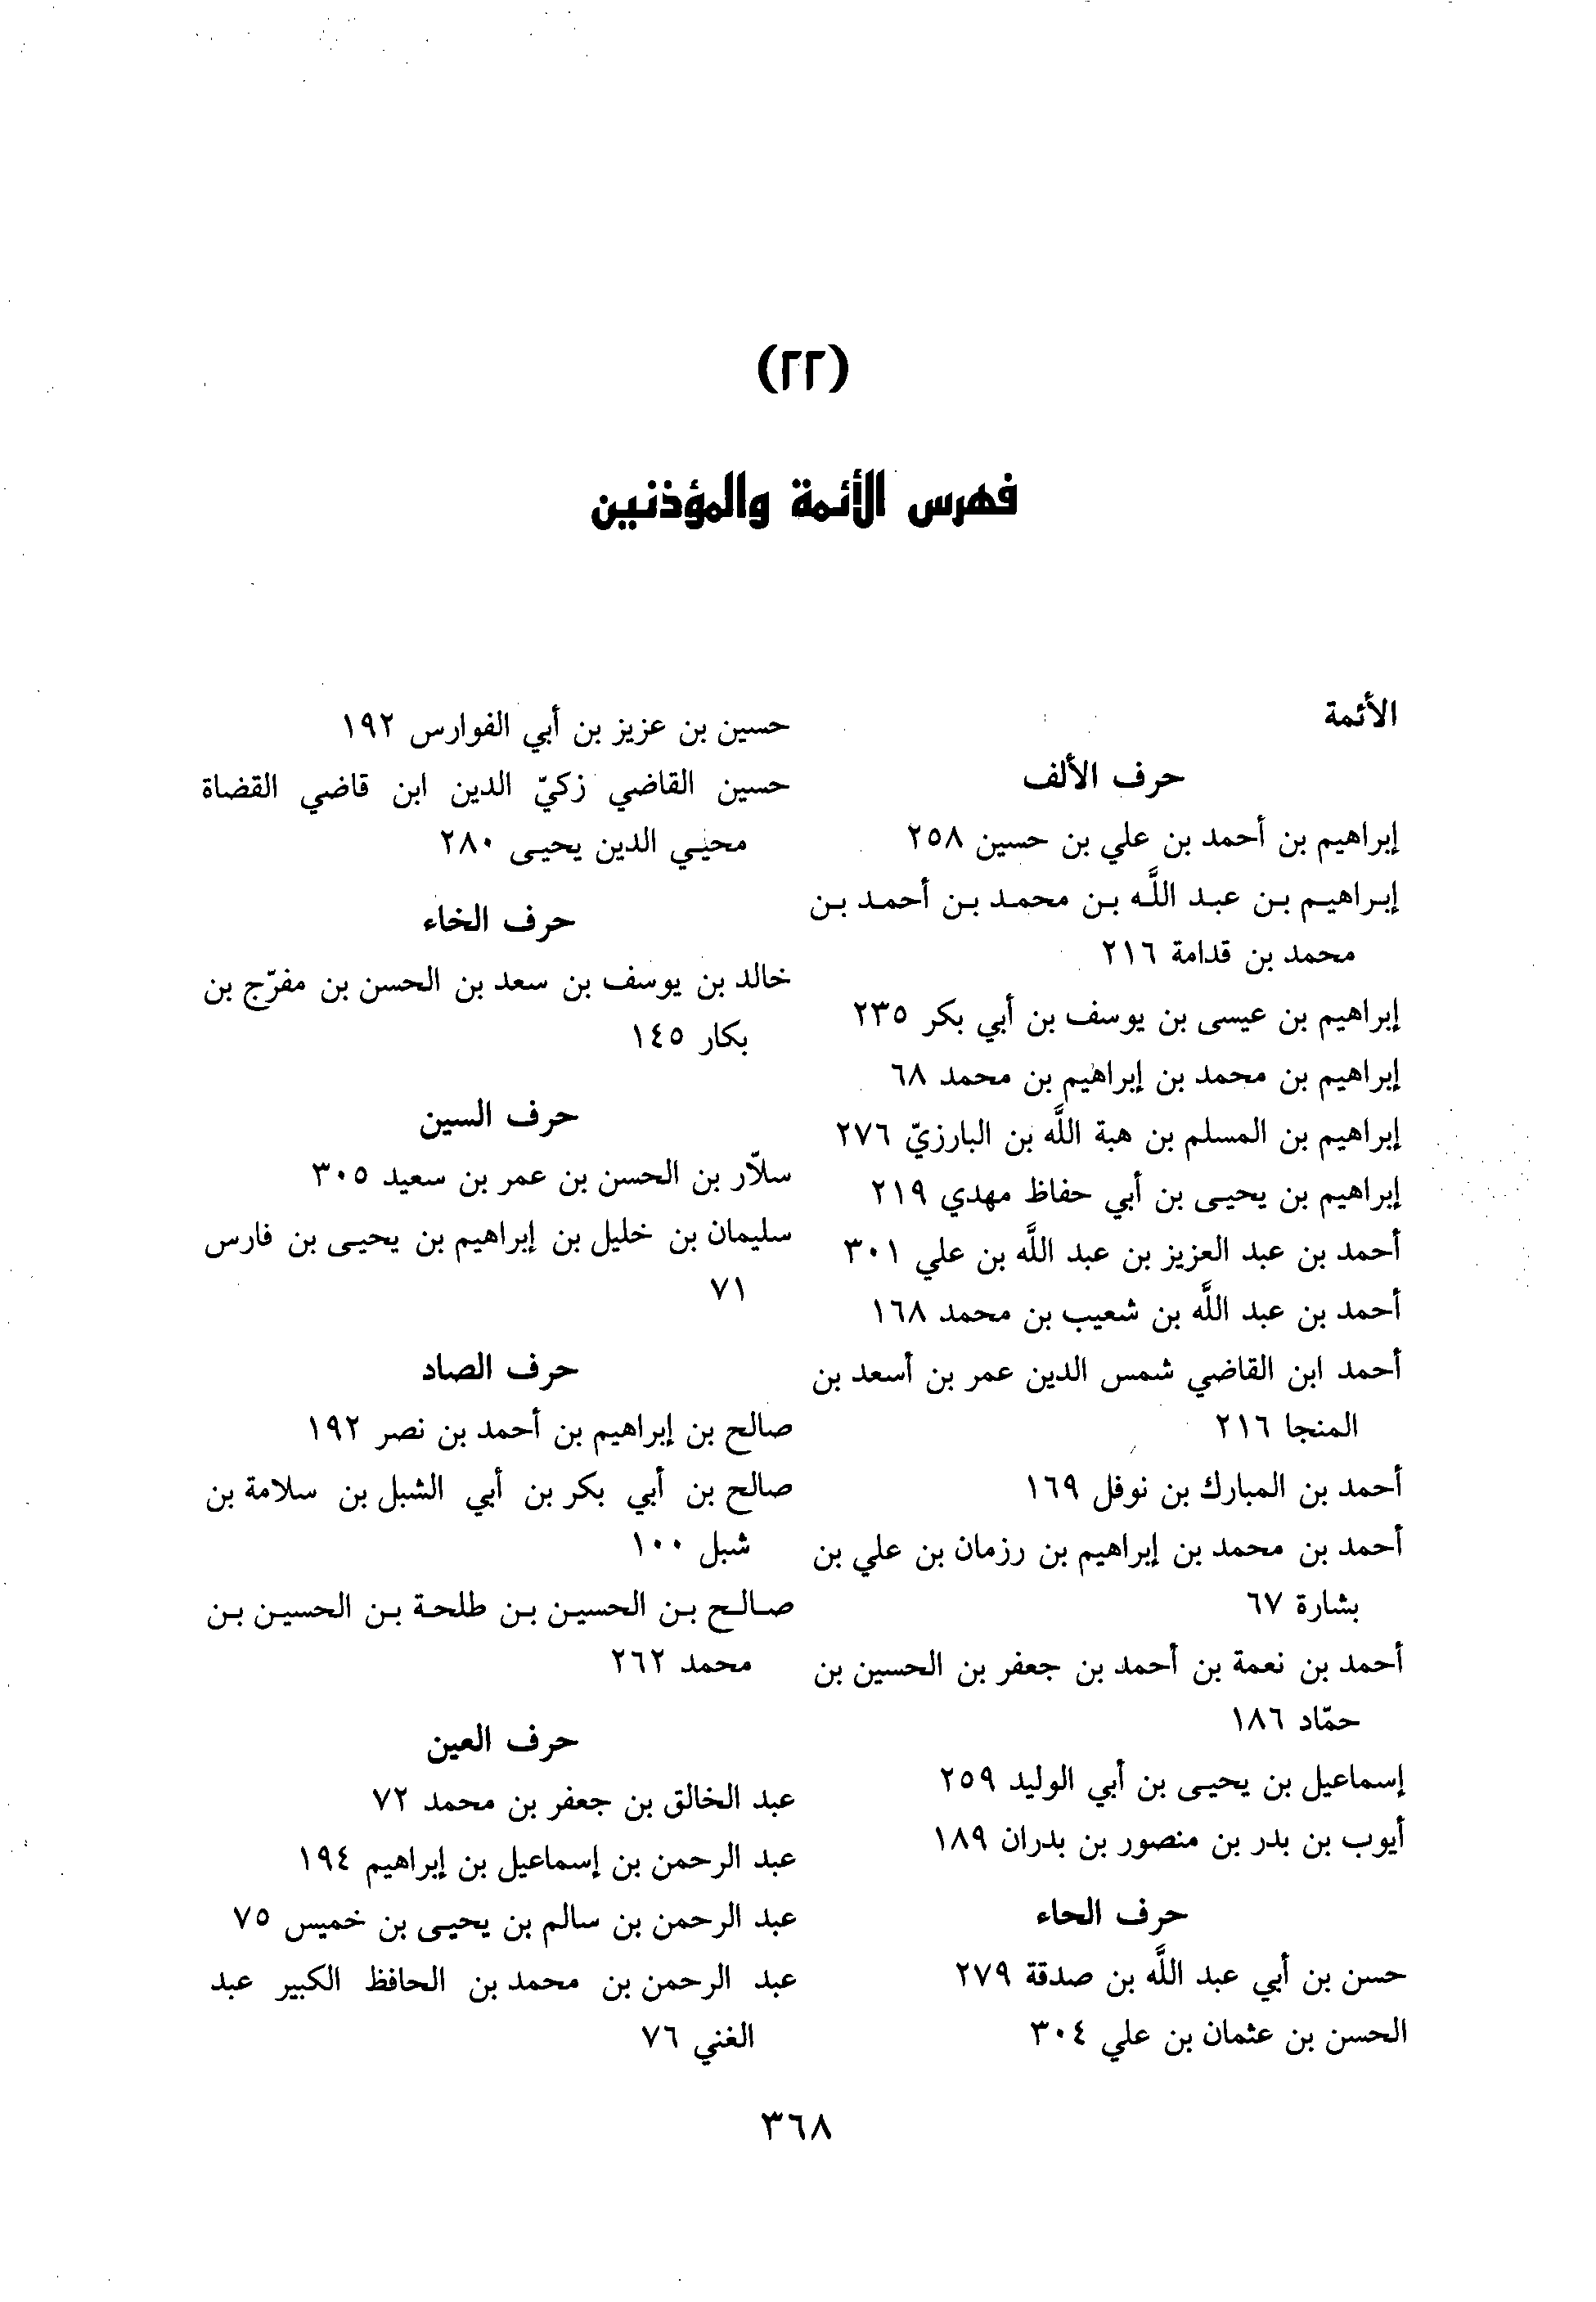 (٢٢)
فهرس الأئمة والمؤذنين
الأئمة
حرف الألف
إبراهيم بن أحمد بن علي بن حسين ٢٥٨
إبراهيم بن عبد اللَّه بن محمد بن أحمد بن
محمد بن قدامة ٢١٦
إبراهيم بن عيسى بن يوسف بن أبي بكر ٢٣٥
إبراهيم بن محمد بن إبراهيم بن محمد ٦٨
إبراهيم بن المسلم بن هبة اللَّه بن البارزيّ ٢٧٦
إبراهيم بن يحيى بن أبي حفاظ مهدي ٢١٩
أحمد بن عبد العزيز بن عبد اللَّه بن علي ٣٠١
أحمد بن عبد اللَّه بن شعيب بن محمد ١٦٨
أحمد ابن القاضي شمس الدين عمر بن أسعد بن
المنجا ٢١٦
أحمد بن المبارك بن نوفل ١٦٩
أحمد بن محمد بن إبراهيم بن رزمان بن علي بن
بشارة ٦٧
أحمد بن نعمة بن أحمد بن جعفر بن الحسين بن
حمّاد ١٨٦
إسماعيل بن يحيى بن أبي الوليد ٢٥٩
أيوب بن بدر بن منصور بن بدران ١٨٩
حرف الحاء
حسن بن أبي عبد اللَّه بن صدقة ٢٧٩
الحسن بن عثمان بن علي ٣٠٤
حسين بن عزيز بن أبي الفوارس ١٩٢
حسين القاضي زكيّ الدين ابن قاضي القضاة
محيي الدين يحيى ٢٨٠
حرف الخاء
خالد بن يوسف بن سعد بن الحسن بن مفرّج بن
بكار ١٤٥
حرف السين
سلاّر بن الحسن بن عمر بن سعيد ٣٠٥
سليمان بن خليل بن إبراهيم بن يحيى بن فارس
٧١
حرف الصاد
صالح بن إبراهيم بن أحمد بن نصر ١٩٢
صالح بن أبي بكر بن أبي الشبل بن سلامة بن
شبل ١٠٠
صالح بن الحسين بن طلحة بن الحسين بن
محمد ٢٦٢
حرف العين
عبد الخالق بن جعفر بن محمد ٧٢
عبد الرحمن بن إسماعيل بن إبراهيم ١٩٤
عبد الرحمن بن سالم بن يحيى بن خميس ٧٥
عبد الرحمن بن محمد بن الحافظ الكبير عبد
الغني ٧٦
٣٦٨